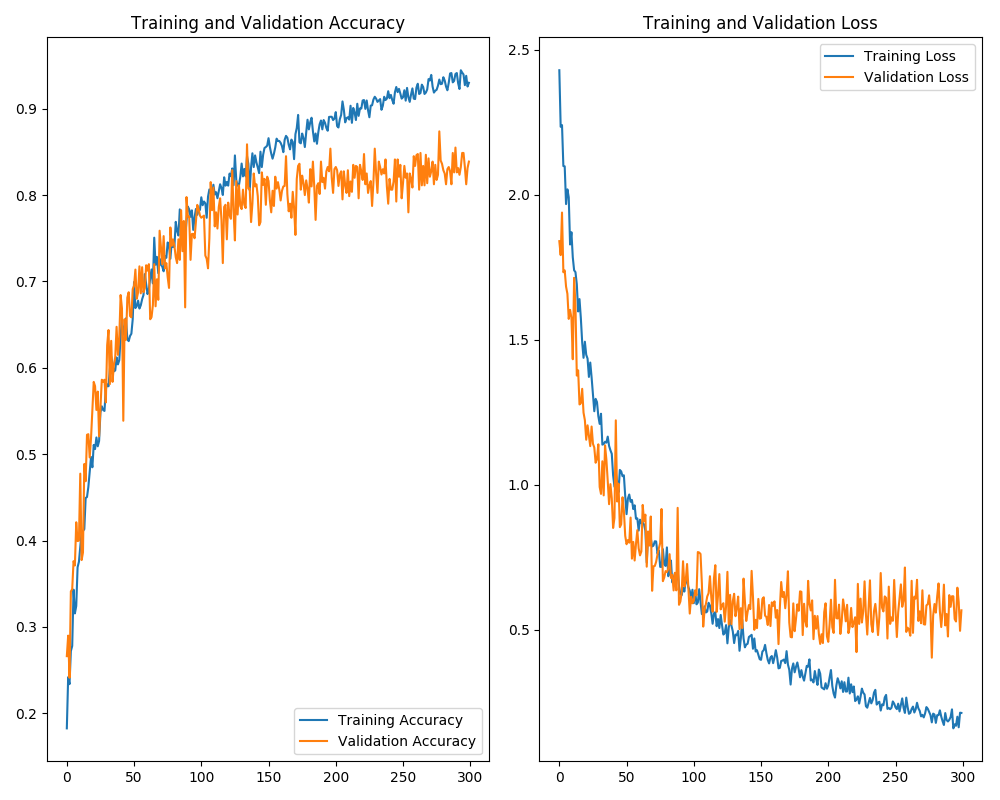 Training and Validation Accuracy
0.9
0.8
0.7
0.6
0.5
0.4
0.3
0.2
0 50 100 150 200 250 300
Training Accuracy
Validation Accuracy
Training and Validation Loss
2.5
2.0
1.5
1.0
0.5
0 50 100 150 200 250 300
Training Loss
Validation Loss